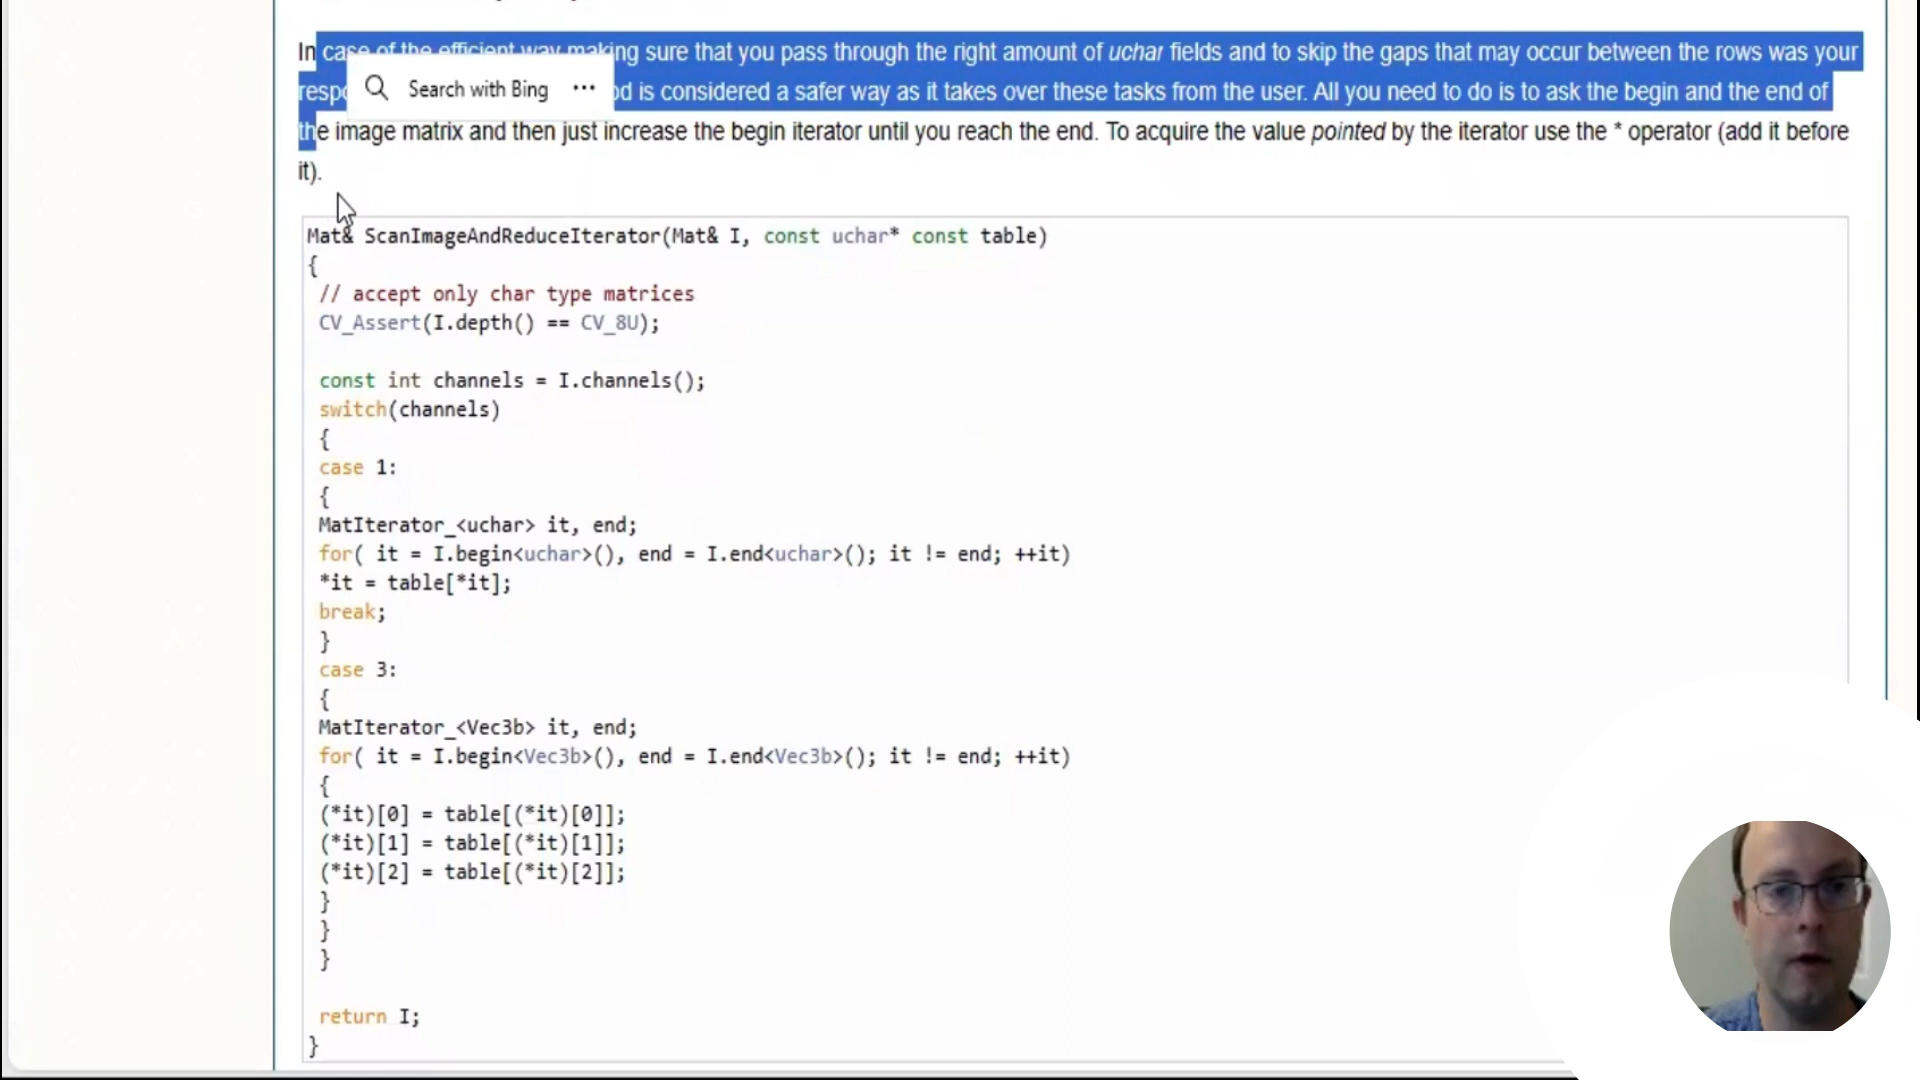 In case of the efficient way making sure that you pass through the right amount of uchar fields and to skip the gaps that may occur between the rows was your
respo
Search with Bing ···
od is considered a safer way as it takes over these tasks from the user. All you need to do is to ask the begin and the end of
the image matrix and then just increase the begin iterator until you reach the end. To acquire the value pointed by the iterator use the * operator (add it before
it).
Mat& ScanImageAndReduceIterator(Mat& I, const uchar* const table)
{
// accept only char type matrices
CV_Assert(I.depth() == CV_8U);
const int channels = I.channels();
switch(channels)
{
case 1:
{
MatIterator_<uchar> it, end;
for( it = I.begin<uchar>(), end = I.end<uchar>(); it != end; ++it)
*it = table[*it];
break;
}
case 3:
{
MatIterator_<Vec3b> it, end;
for( it = I.begin<Vec3b>(), end = I.end<Vec3b>(); it != end; ++it)
{
(*it)[0] = table[(*it)[0]];
(*it)[1] = table[(*it)[1]];
(*it)[2] = table[(*it)[2]];
}
}
}
return I;
}